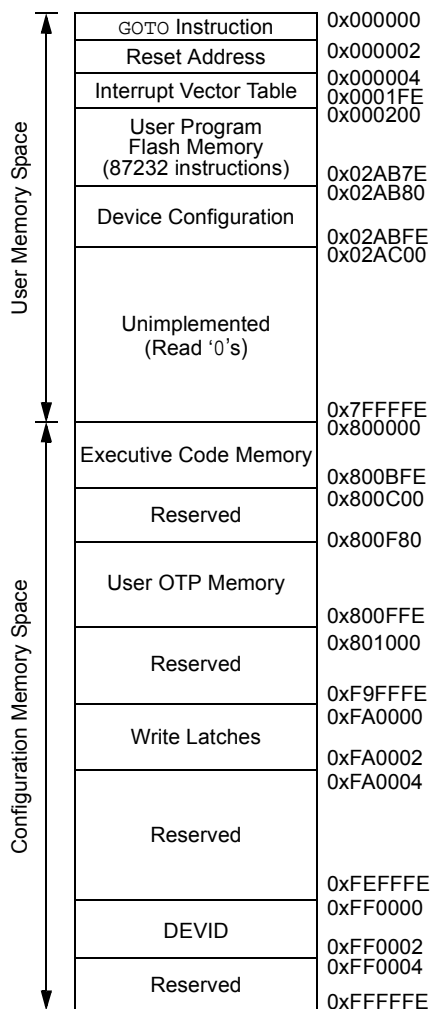 GOTO Instruction
0x000000
Reset Address
0x000002
Interrupt Vector Table
0x000004
0x0001FE
User Program
Flash Memory
(87232 instructions)
0x000200
0x02AB7E
Device Configuration
0x02AB80
0x02ABFE
Unimplemented
(Read ‘0’s)
0x02AC00
0x7FFFFE
User Memory Space
Executive Code Memory
0x800000
0x800BFE
Reserved
0x800C00
User OTP Memory
0x800F80
0x800FFE
Reserved
0x801000
0xF9FFFE
Write Latches
0xFA0000
0xFA0002
Reserved
0xFA0004
0xFEFFFE
DEVID
0xFF0000
0xFF0002
Reserved
0xFF0004
0xFFFFFE
Configuration Memory Space